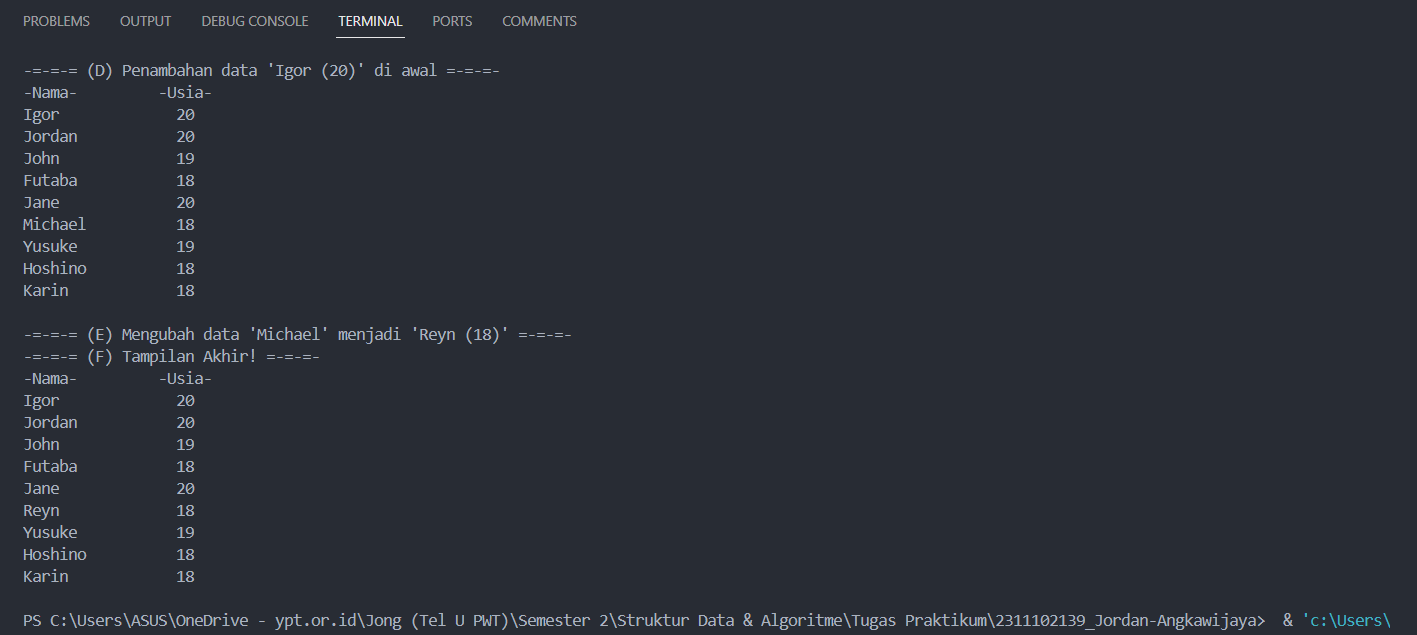 PROBLEMS OUTPUT DEBUG CONSOLE TERMINAL PORTS COMMENTS
-=-=-= (D) Penambahan data 'Igor (20)' di awal =-=-=-
-Nama- -Usia-
Igor 20
Jordan 20
John 19
Futaba 18
Jane 20
Michael 18
Yusuke 19
Hoshino 18
Karin 18
-=-=-= (E) Mengubah data 'Michael' menjadi 'Reyn (18)' =-=-=-
-=-=-= (F) Tampilan Akhir! =-=-=-
-Nama- -Usia-
Igor 20
Jordan 20
John 19
Futaba 18
Jane 20
Reyn 18
Yusuke 19
Hoshino 18
Karin 18
PS C:\Users\ASUS\OneDrive - ypt.or.id\Jong (Tel U PWT)\Semester 2\Struktur Data & Algoritme\Tugas Praktikum\2311102139_Jordan-Angkawijaya> & 'c:\Users\